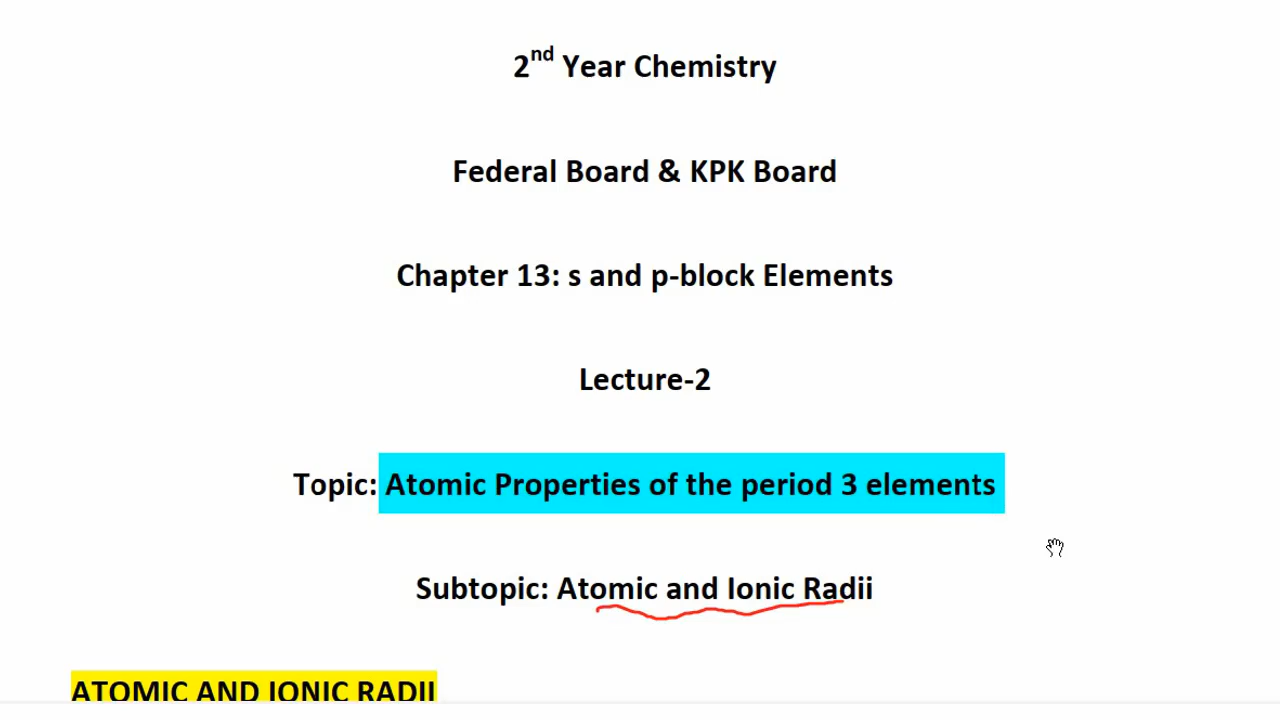 2nd Year Chemistry
Federal Board & KPK Board
Chapter 13: s and p-block Elements
Lecture-2
Topic: Atomic Properties of the period 3 elements
Subtopic: Atomic and Ionic Radii
ATOMIC AND IONIC RADII